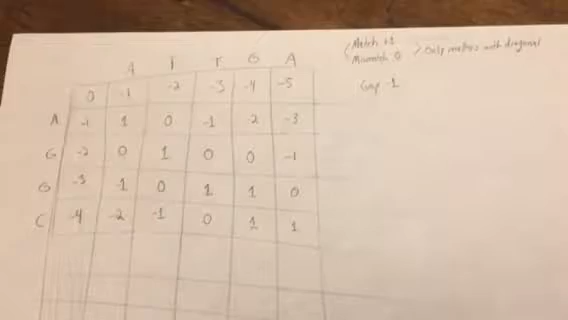 Match +1
Mismatch 0
> Only matters with diagonal
Gap -1
A T T G A
0 -1 -2 -3 -4 -5
A -1 1 0 -1 -2 -3
G -2 0 1 0 0 -1
G -3 -1 0 1 1 0
C -4 -2 -1 0 1 1